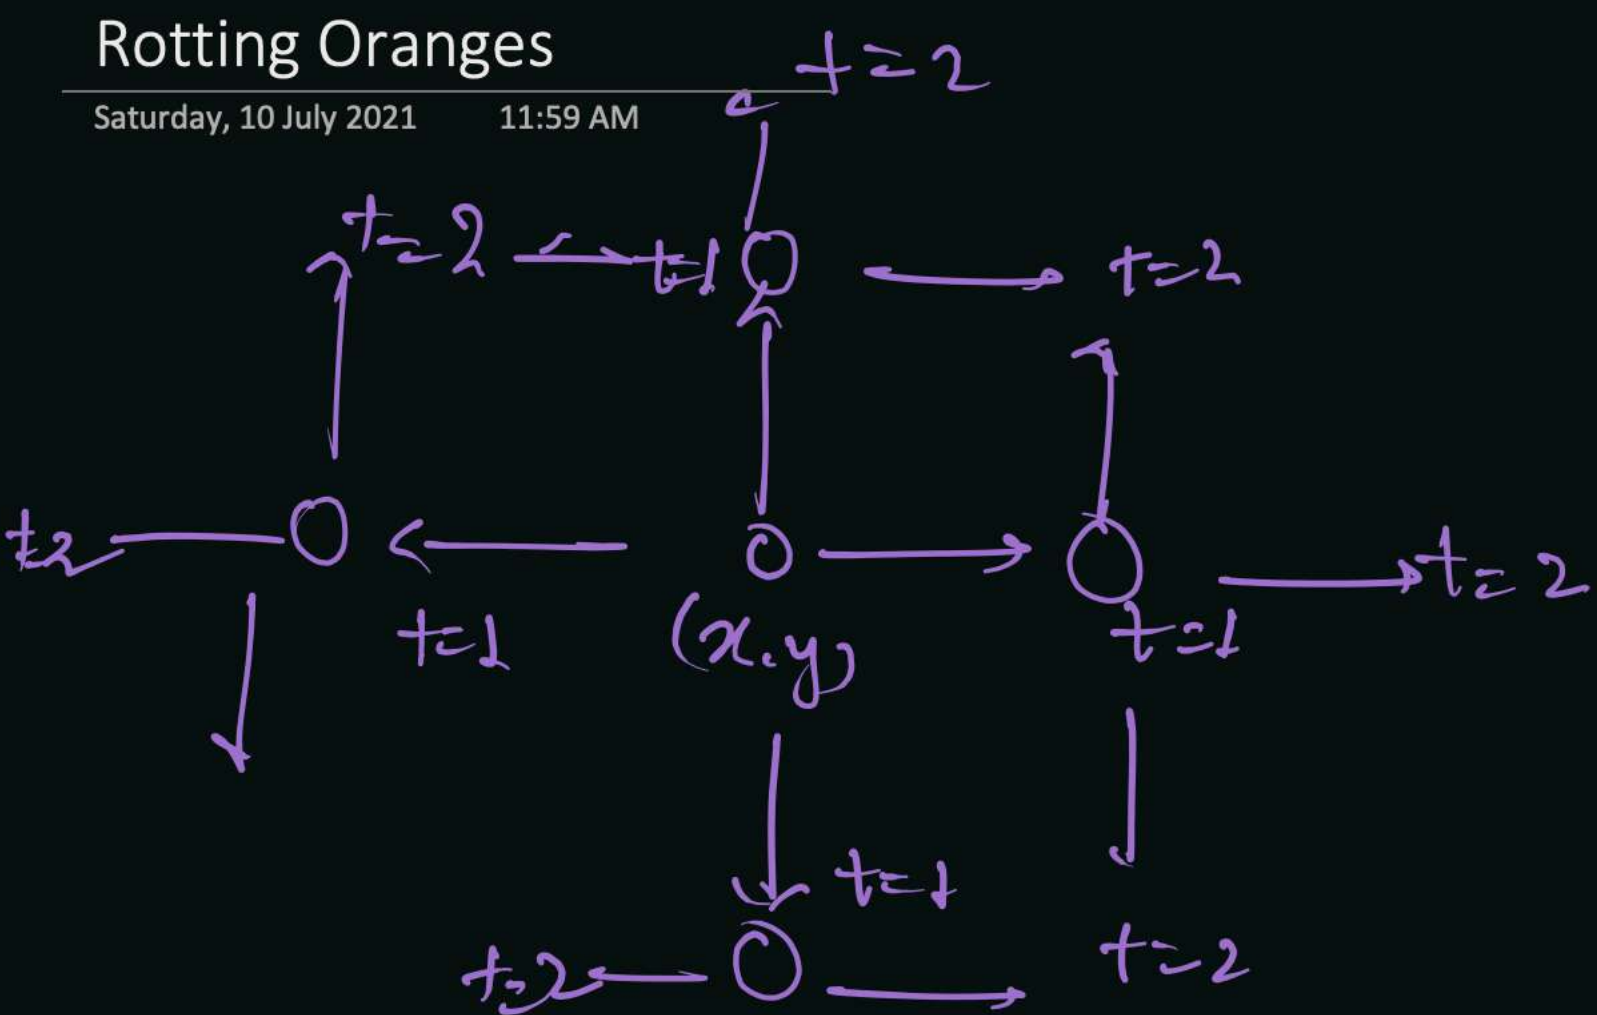 Rotting Oranges
t=2
Saturday, 10 July 2021 11:59 AM
t=2 t=1 t=2
t2 t=2
t=1 (x.y) t=1
t=1
t=2 t=2